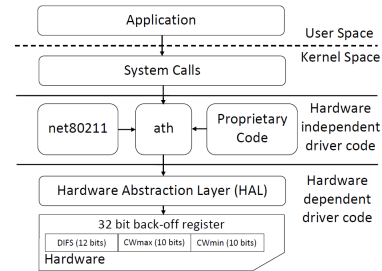 Application
User Space
Kernel Space
System Calls
net80211
ath
Proprietary
Code
Hardware
independent
driver code
Hardware Abstraction Layer (HAL)
Hardware
dependent
driver code
32 bit back-off register
DIFS (12 bits)
CWmax (10 bits)
CWmin (10 bits)
Hardware